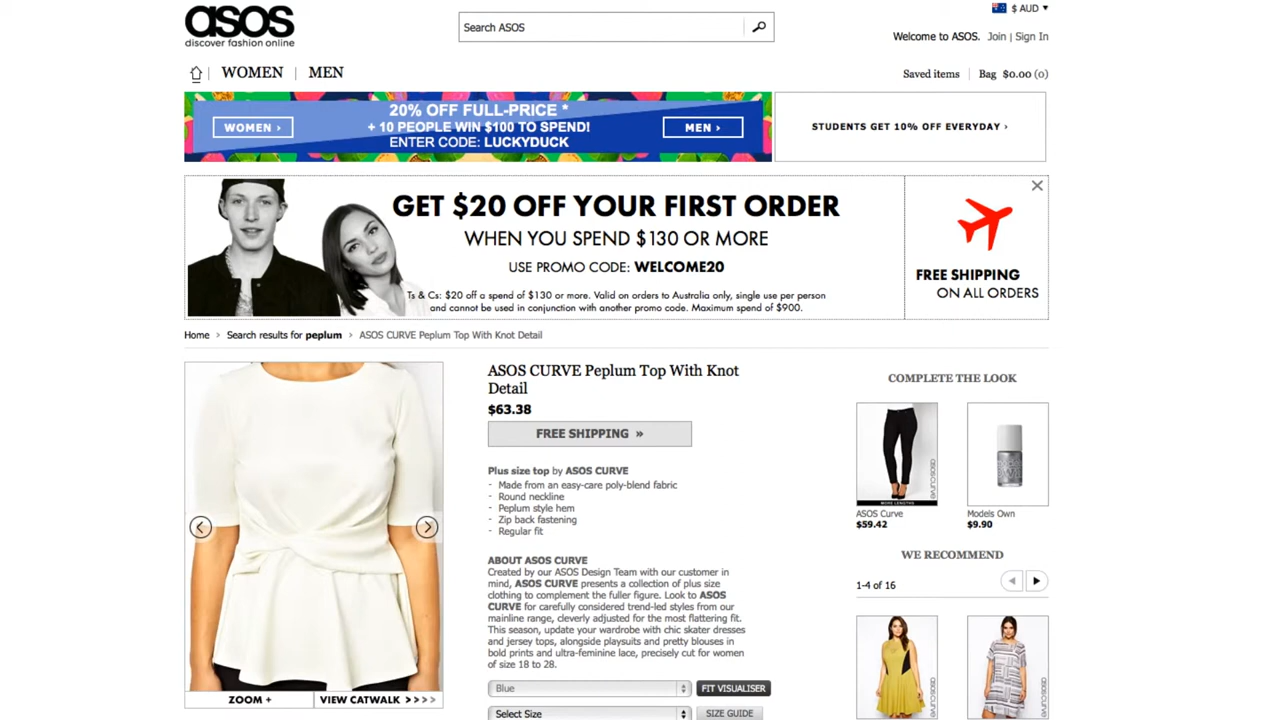 asos
discover fashion online
Search ASOS
$ AUD
Welcome to ASOS. Join | Sign In
WOMEN | MEN
Saved items | Bag $0.00 (0)
WOMEN ›
20% OFF FULL-PRICE *
+ 10 PEOPLE WIN $100 TO SPEND!
ENTER CODE: LUCKYDUCK
MEN ›
STUDENTS GET 10% OFF EVERYDAY ›
GET $20 OFF YOUR FIRST ORDER
WHEN YOU SPEND $130 OR MORE
USE PROMO CODE: WELCOME20
Ts & Cs: $20 off a spend of $130 or more. Valid on orders to Australia only, single use per person
and cannot be used in conjunction with another promo code. Maximum spend of $900.
FREE SHIPPING
ON ALL ORDERS
Home › Search results for peplum › ASOS CURVE Peplum Top With Knot Detail
ZOOM +
VIEW CATWALK >>>>
ASOS CURVE Peplum Top With Knot
Detail
$63.38
FREE SHIPPING »
Plus size top by ASOS CURVE
- Made from an easy-care poly-blend fabric
- Round neckline
- Peplum style hem
- Zip back fastening
- Regular fit
ABOUT ASOS CURVE
Created by our ASOS Design Team with our customer in
mind, ASOS CURVE presents a collection of plus size
clothing to complement the fuller figure. Look to ASOS
CURVE for carefully considered trend-led styles from our
mainline range, cleverly adjusted for the most flattering fit.
This season, update your wardrobe with chic skater dresses
and jersey tops, alongside playsuits and pretty blouses in
bold prints and ultra-feminine lace, precisely cut for women
of size 18 to 28.
Blue
FIT VISUALISER
Select Size
SIZE GUIDE
COMPLETE THE LOOK
asoscurve
MORE LENGTHS
ASOS Curve
$59.42
Models Own
$9.90
WE RECOMMEND
1-4 of 16
asoscurve
asoscurve